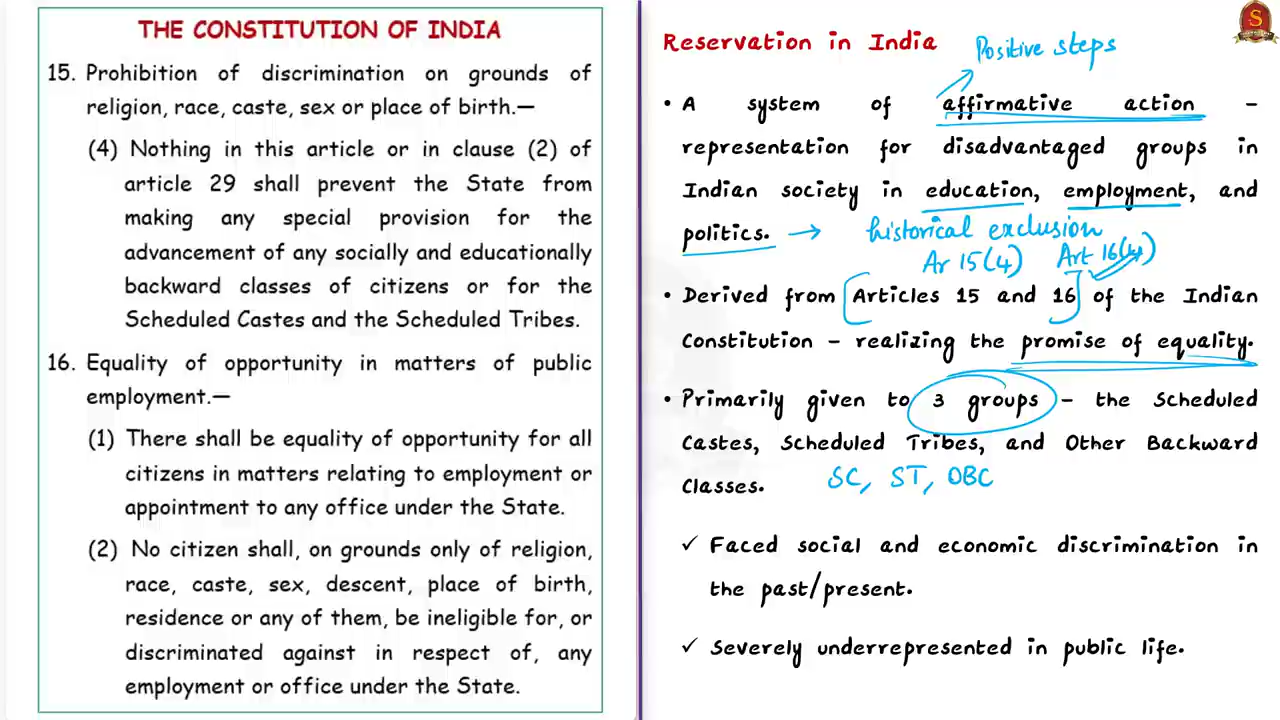 THE CONSTITUTION OF INDIA
15. Prohibition of discrimination on grounds of
religion, race, caste, sex or place of birth.—
(4) Nothing in this article or in clause (2) of
article 29 shall prevent the State from
making any special provision for the
advancement of any socially and educationally
backward classes of citizens or for the
Scheduled Castes and the Scheduled Tribes.
16. Equality of opportunity in matters of public
employment.—
(1) There shall be equality of opportunity for all
citizens in matters relating to employment or
appointment to any office under the State.
(2) No citizen shall, on grounds only of religion,
race, caste, sex, descent, place of birth,
residence or any of them, be ineligible for, or
discriminated against in respect of, any
employment or office under the State.
Reservation in India
Positive steps
• A system of affirmative action –
representation for disadvantaged groups in
Indian society in education, employment, and
politics. → historical exclusion
Ar 15(4) Art 16(4)
• Derived from [Articles 15 and 16] of the Indian
Constitution – realizing the promise of equality.
• Primarily given to 3 groups – the Scheduled
Castes, Scheduled Tribes, and Other Backward
Classes. SC, ST, OBC
✓ Faced social and economic discrimination in
the past/present.
✓ Severely underrepresented in public life.
S